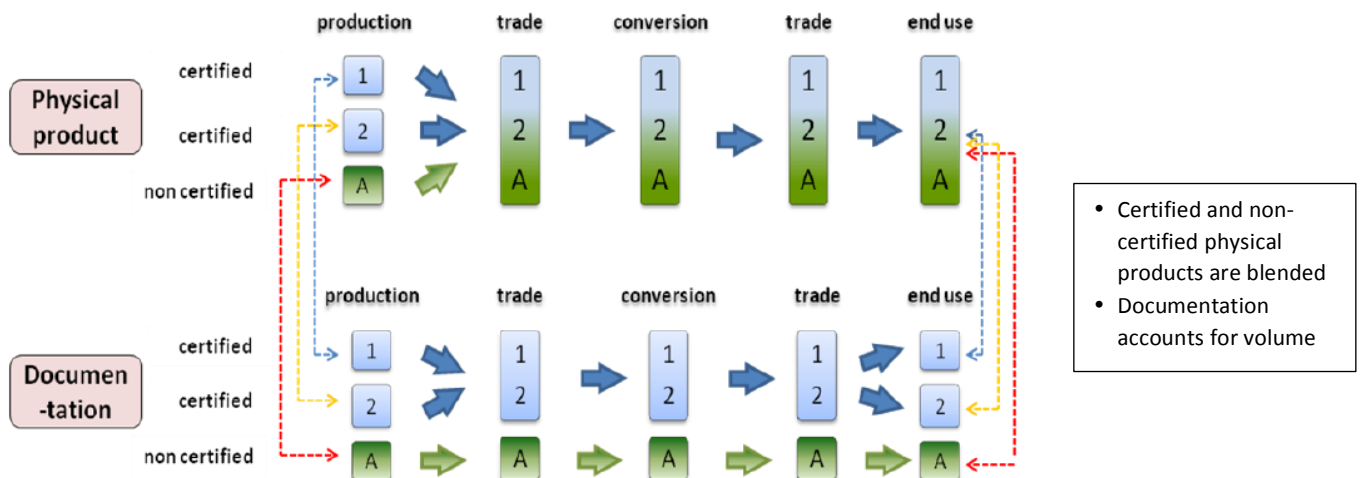 production trade conversion trade end use
certified 1 1 1 1 1
Physical
product
certified 2 2 2 2 2
non certified A A A A A
• Certified and non-
certified physical
products are blended
• Documentation
accounts for volume
production trade conversion trade end use
certified 1 1 1 1 1
Documen
-tation
certified 2 2 2 2 2
non certified A A A A A